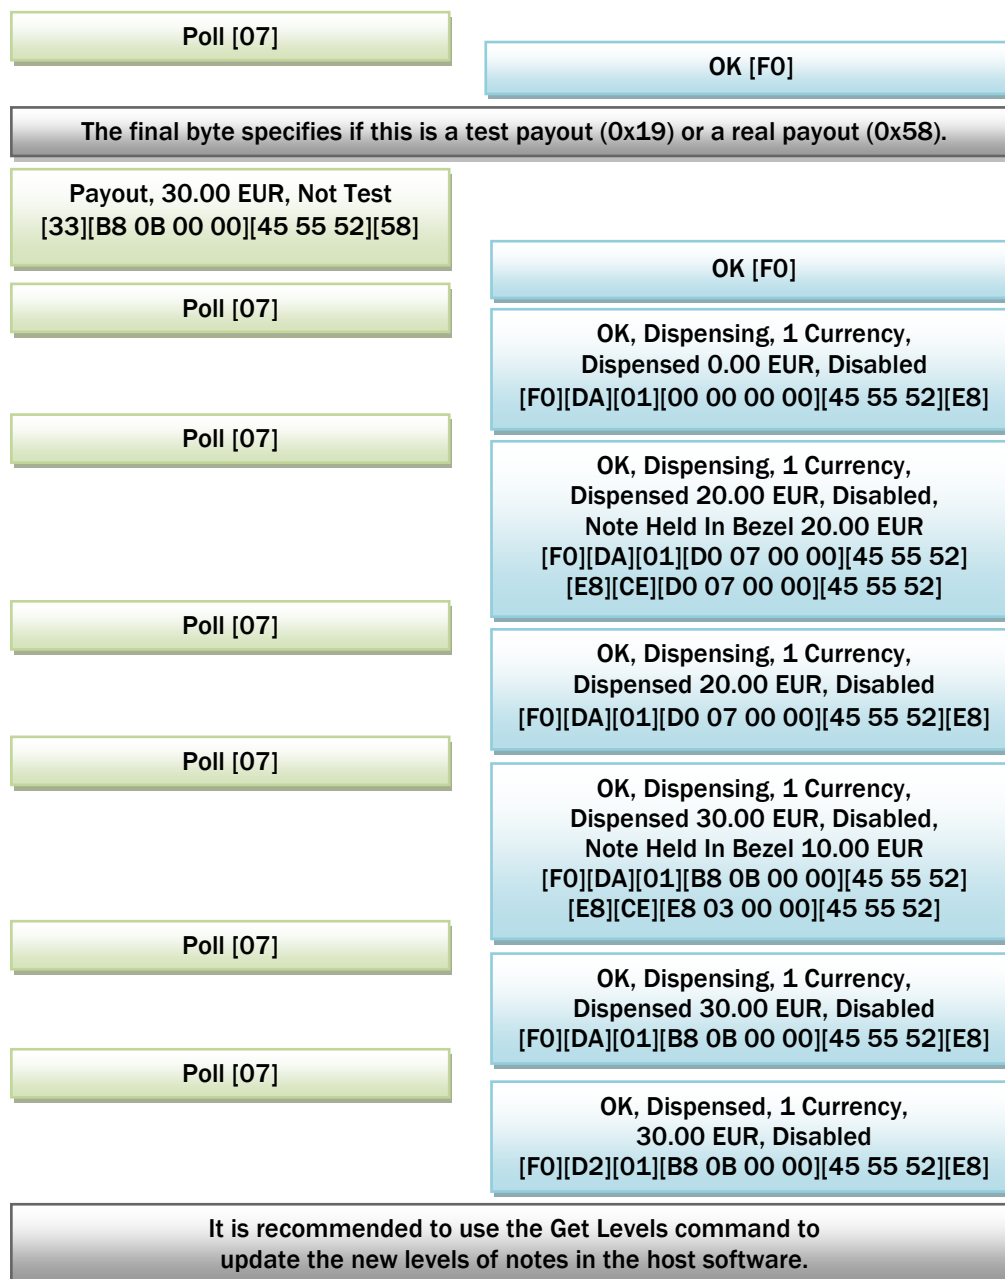 Poll [07]
OK [F0]
The final byte specifies if this is a test payout (0x19) or a real payout (0x58).
Payout, 30.00 EUR, Not Test
[33][B8 0B 00 00][45 55 52][58]
OK [F0]
Poll [07]
OK, Dispensing, 1 Currency,
Dispensed 0.00 EUR, Disabled
[F0][DA][01][00 00 00 00][45 55 52][E8]
Poll [07]
OK, Dispensing, 1 Currency,
Dispensed 20.00 EUR, Disabled,
Note Held In Bezel 20.00 EUR
[F0][DA][01][D0 07 00 00][45 55 52]
[E8][CE][D0 07 00 00][45 55 52]
Poll [07]
OK, Dispensing, 1 Currency,
Dispensed 20.00 EUR, Disabled
[F0][DA][01][D0 07 00 00][45 55 52][E8]
Poll [07]
OK, Dispensing, 1 Currency,
Dispensed 30.00 EUR, Disabled,
Note Held In Bezel 10.00 EUR
[F0][DA][01][B8 0B 00 00][45 55 52]
[E8][CE][E8 03 00 00][45 55 52]
Poll [07]
OK, Dispensing, 1 Currency,
Dispensed 30.00 EUR, Disabled
[F0][DA][01][B8 0B 00 00][45 55 52][E8]
Poll [07]
OK, Dispensed, 1 Currency,
30.00 EUR, Disabled
[F0][D2][01][B8 0B 00 00][45 55 52][E8]
It is recommended to use the Get Levels command to
update the new levels of notes in the host software.